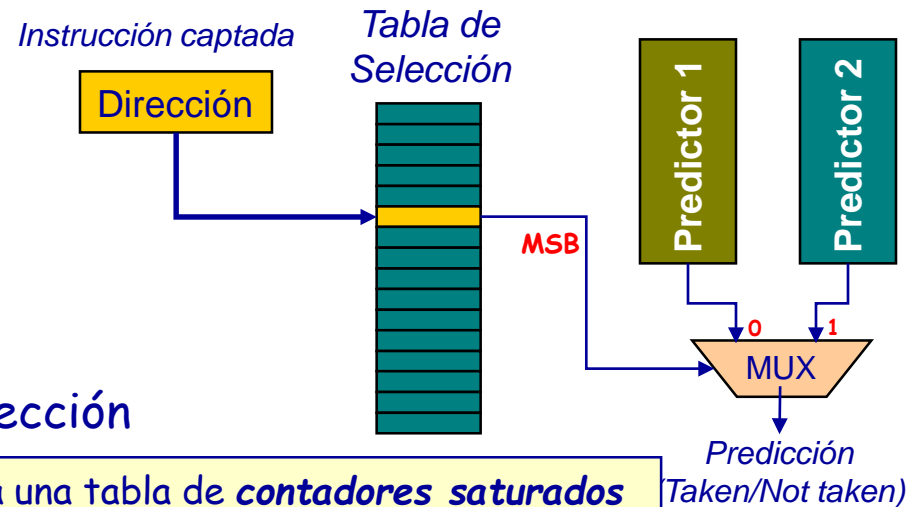 Instrucción captada
Tabla de
Selección
Dirección
Predictor 1
Predictor 2
MSB
0
1
MUX
Predicción
(Taken/Not taken)
ección
una tabla de contadores saturados